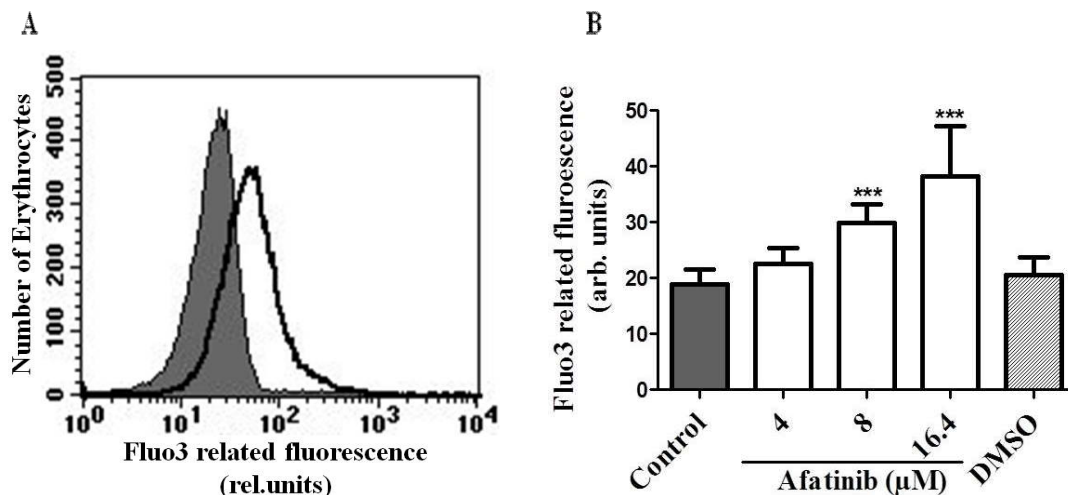 A
Number of Erythrocytes
500
400
300
200
100
0
10⁰ 10¹ 10² 10³ 10⁴
Fluo3 related fluorescence
(rel.units)
B
Fluo3 related fluroescence
(arb. units)
50
40
30
20
10
0
***
***
Control
4
8
16.4
DMSO
Afatinib (µM)